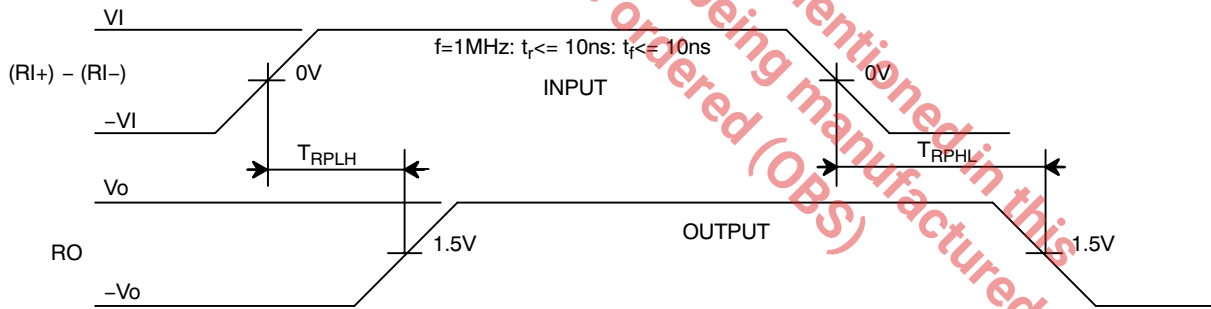 VI
f=1MHz: tr<= 10ns: tf<= 10ns
(RI+) − (RI−)
0V
0V
INPUT
−VI
TRPLH
TRPHL
Vo
OUTPUT
RO
1.5V
1.5V
−Vo
mentioned in this
being manufactured
ordered (OBS)